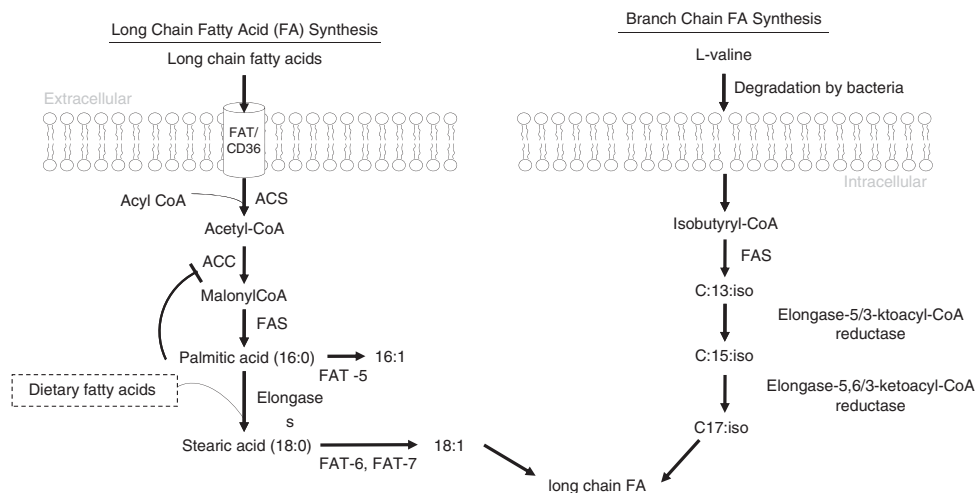 Long Chain Fatty Acid (FA) Synthesis
Long chain fatty acids
Extracellular
FAT/
CD36
Acyl CoA
ACS
Acetyl-CoA
ACC
MalonylCoA
FAS
Palmitic acid (16:0)
16:1
FAT -5
Dietary fatty acids
Elongase
s
Stearic acid (18:0)
18:1
FAT-6, FAT-7
Branch Chain FA Synthesis
L-valine
Degradation by bacteria
Intracellular
Isobutyryl-CoA
FAS
C:13:iso
Elongase-5/3-ktoacyl-CoA
reductase
C:15:iso
Elongase-5,6/3-ketoacyl-CoA
reductase
C17:iso
long chain FA